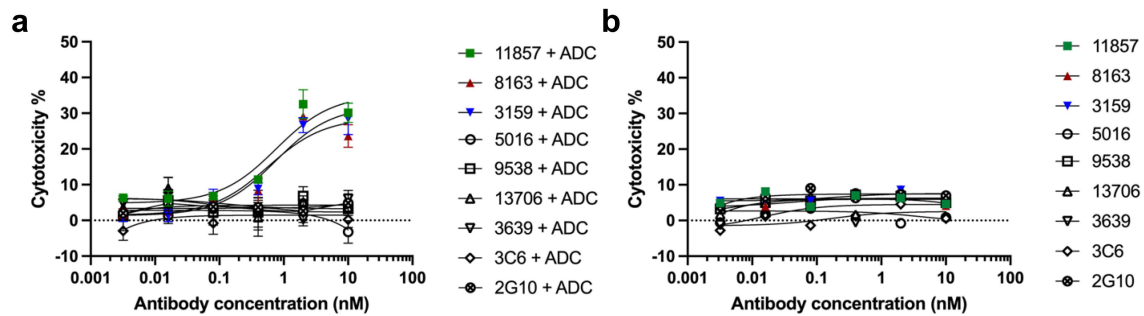 a
50
40
30
20
10
0
-10
Cytotoxicity %
0.001 0.01 0.1 1 10 100
Antibody concentration (nM)
11857 + ADC
8163 + ADC
3159 + ADC
5016 + ADC
9538 + ADC
13706 + ADC
3639 + ADC
3C6 + ADC
2G10 + ADC
b
50
40
30
20
10
0
-10
Cytotoxicity %
0.001 0.01 0.1 1 10 100
Antibody concentration (nM)
11857
8163
3159
5016
9538
13706
3639
3C6
2G10